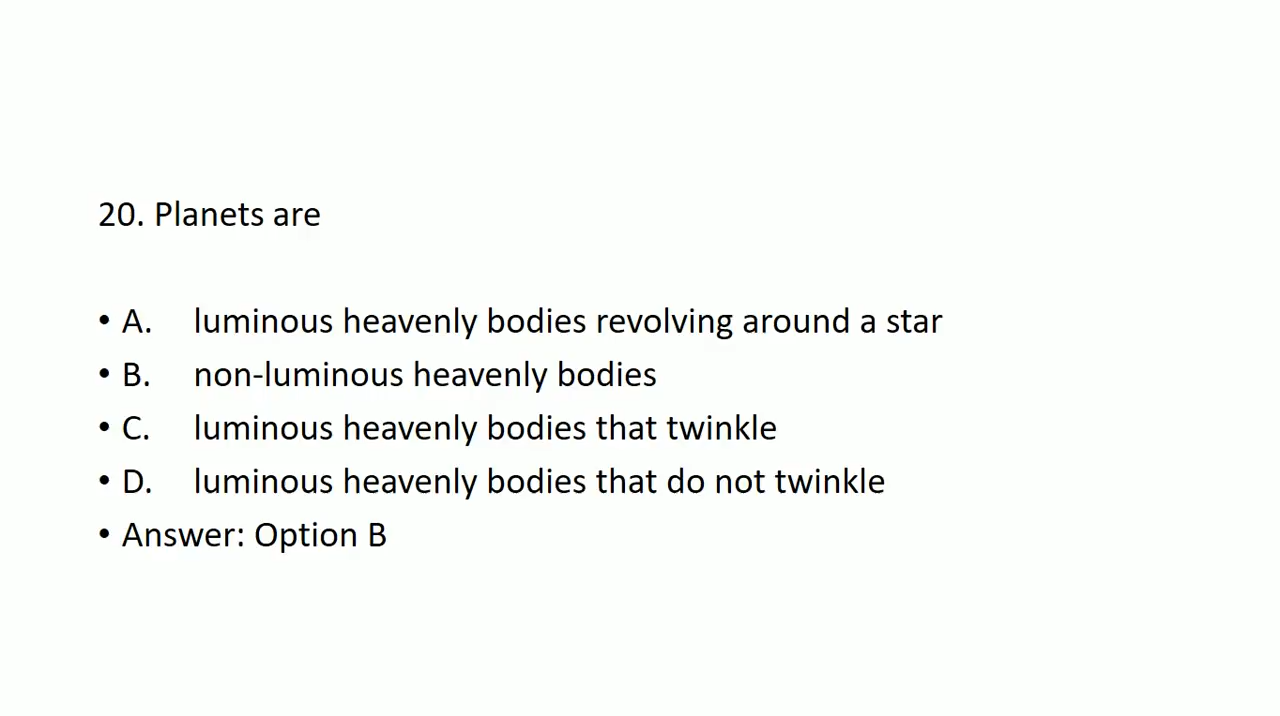 20. Planets are
• A. luminous heavenly bodies revolving around a star
• B. non-luminous heavenly bodies
• C. luminous heavenly bodies that twinkle
• D. luminous heavenly bodies that do not twinkle
• Answer: Option B